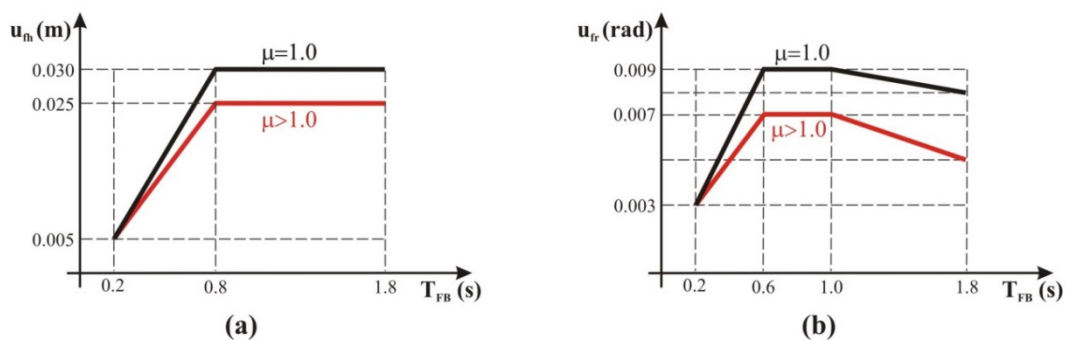 u_fh (m)
μ=1.0
0.030
0.025
μ>1.0
0.005
0.2
0.8
1.8
T_FB (s)
(a)
u_fr (rad)
μ=1.0
0.009
0.007
μ>1.0
0.003
0.2
0.6
1.0
1.8
T_FB (s)
(b)